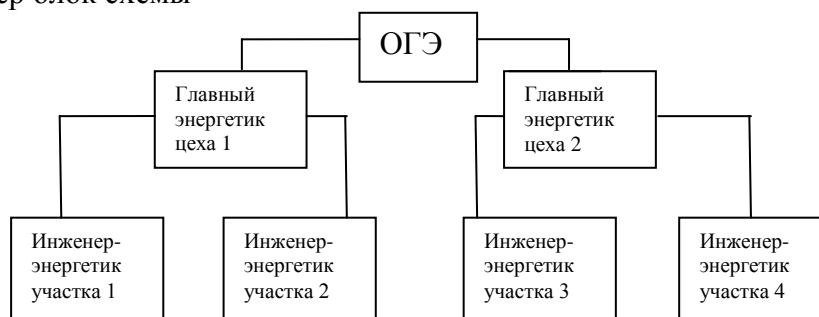 ер блок-схемы
ОГЭ
Главный
энергетик
цеха 1
Главный
энергетик
цеха 2
Инженер-
энергетик
участка 1
Инженер-
энергетик
участка 2
Инженер-
энергетик
участка 3
Инженер-
энергетик
участка 4